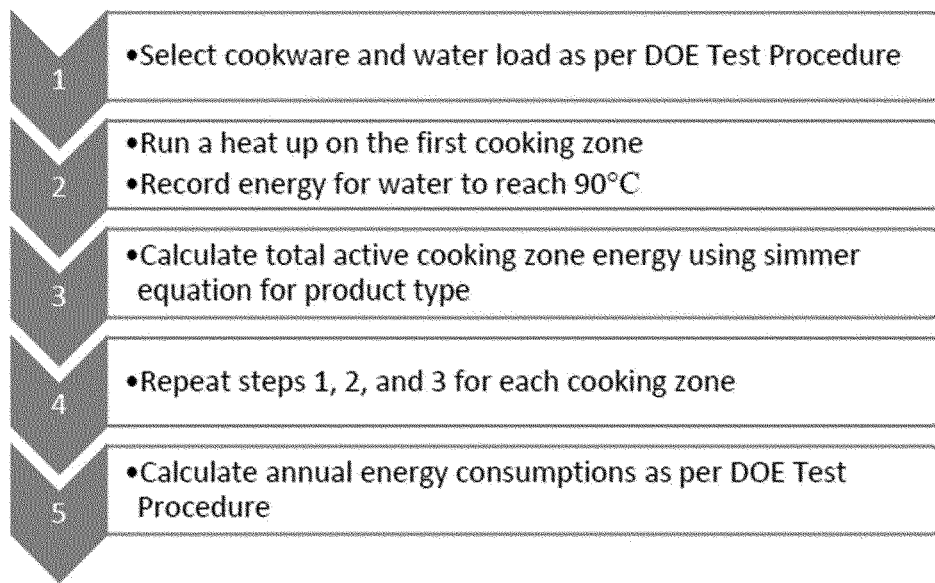 1
•Select cookware and water load as per DOE Test Procedure
2
•Run a heat up on the first cooking zone
•Record energy for water to reach 90°C
3
•Calculate total active cooking zone energy using simmer
equation for product type
4
•Repeat steps 1, 2, and 3 for each cooking zone
5
•Calculate annual energy consumptions as per DOE Test
Procedure